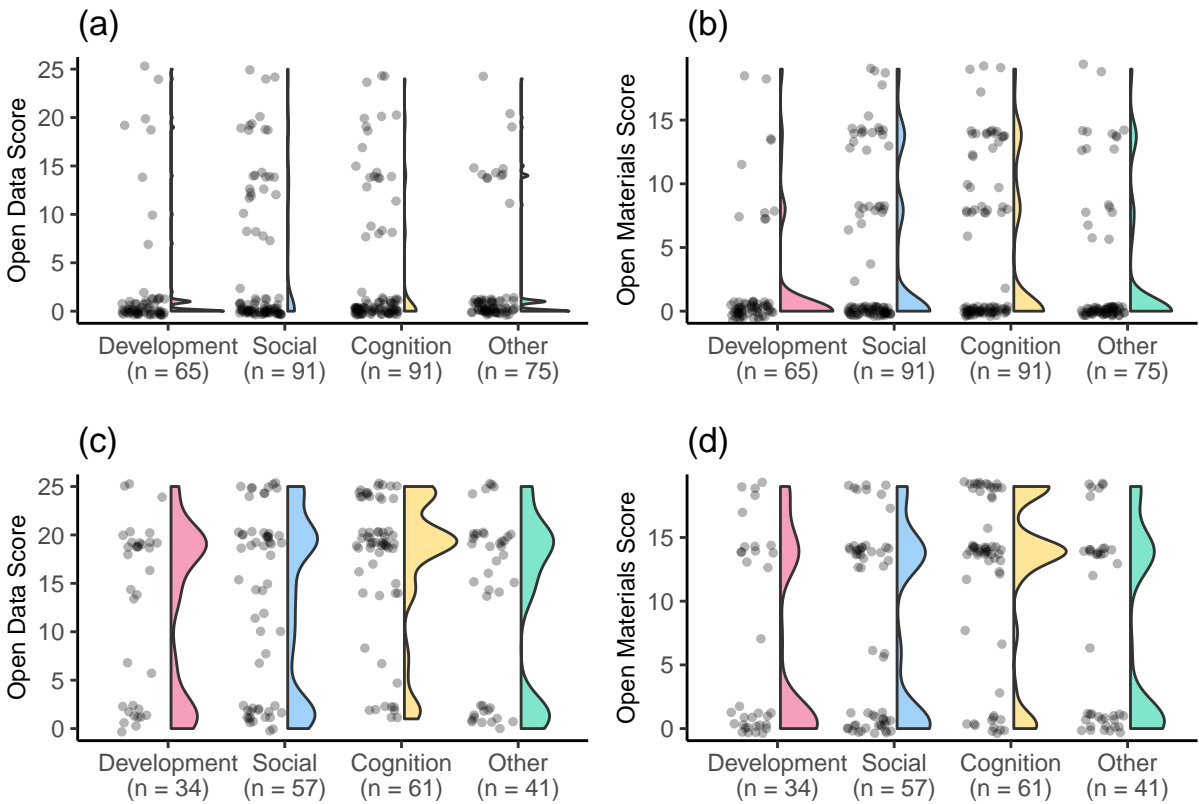 (a)
Open Data Score
25
20
15
10
5
0
Development Social Cognition Other
(n = 65) (n = 91) (n = 91) (n = 75)
(b)
Open Materials Score
15
10
5
0
Development Social Cognition Other
(n = 65) (n = 91) (n = 91) (n = 75)
(c)
Open Data Score
25
20
15
10
5
0
Development Social Cognition Other
(n = 34) (n = 57) (n = 61) (n = 41)
(d)
Open Materials Score
15
10
5
0
Development Social Cognition Other
(n = 34) (n = 57) (n = 61) (n = 41)